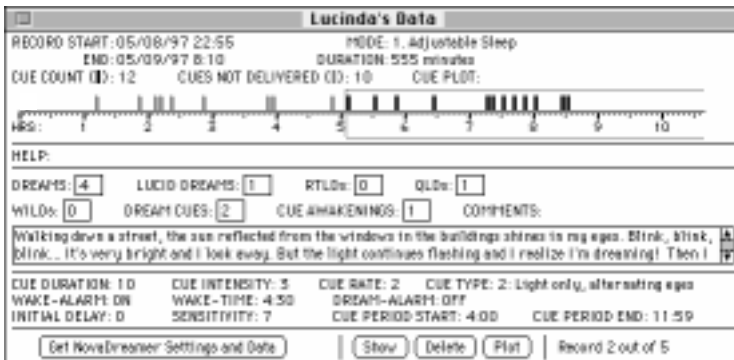 Lucinda's Data
RECORD START: 05/08/97 22:55 MODE: 1. Adjustable Sleep
END: 05/09/97 8:10 DURATION: 555 minutes
CUE COUNT (|): 12 CUES NOT DELIVERED (|): 10 CUE PLOT:
HRS: 1 2 3 4 5 6 7 8 9 10
HELP:
DREAMS: 4 LUCID DREAMS: 1 RTLDs: 0 QLDs: 1
WILDs: 0 DREAM CUES: 2 CUE AWAKENINGS: 1 COMMENTS:
Walking down a street, the sun reflected from the windows in the buildings shines in my eyes. Blink, blink,
blink... It's very bright and I look away. But the light continues flashing and I realize I'm dreaming! Then I
CUE DURATION: 10 CUE INTENSITY: 3 CUE RATE: 2 CUE TYPE: 2: Light only, alternating eyes
WAKE-ALARM: ON WAKE-TIME: 4:30 DREAM-ALARM: OFF
INITIAL DELAY: 0 SENSITIVITY: 7 CUE PERIOD START: 4:00 CUE PERIOD END: 11:59
Get NovaDreamer Settings and Data Show Delete Plot Record 2 out of 5